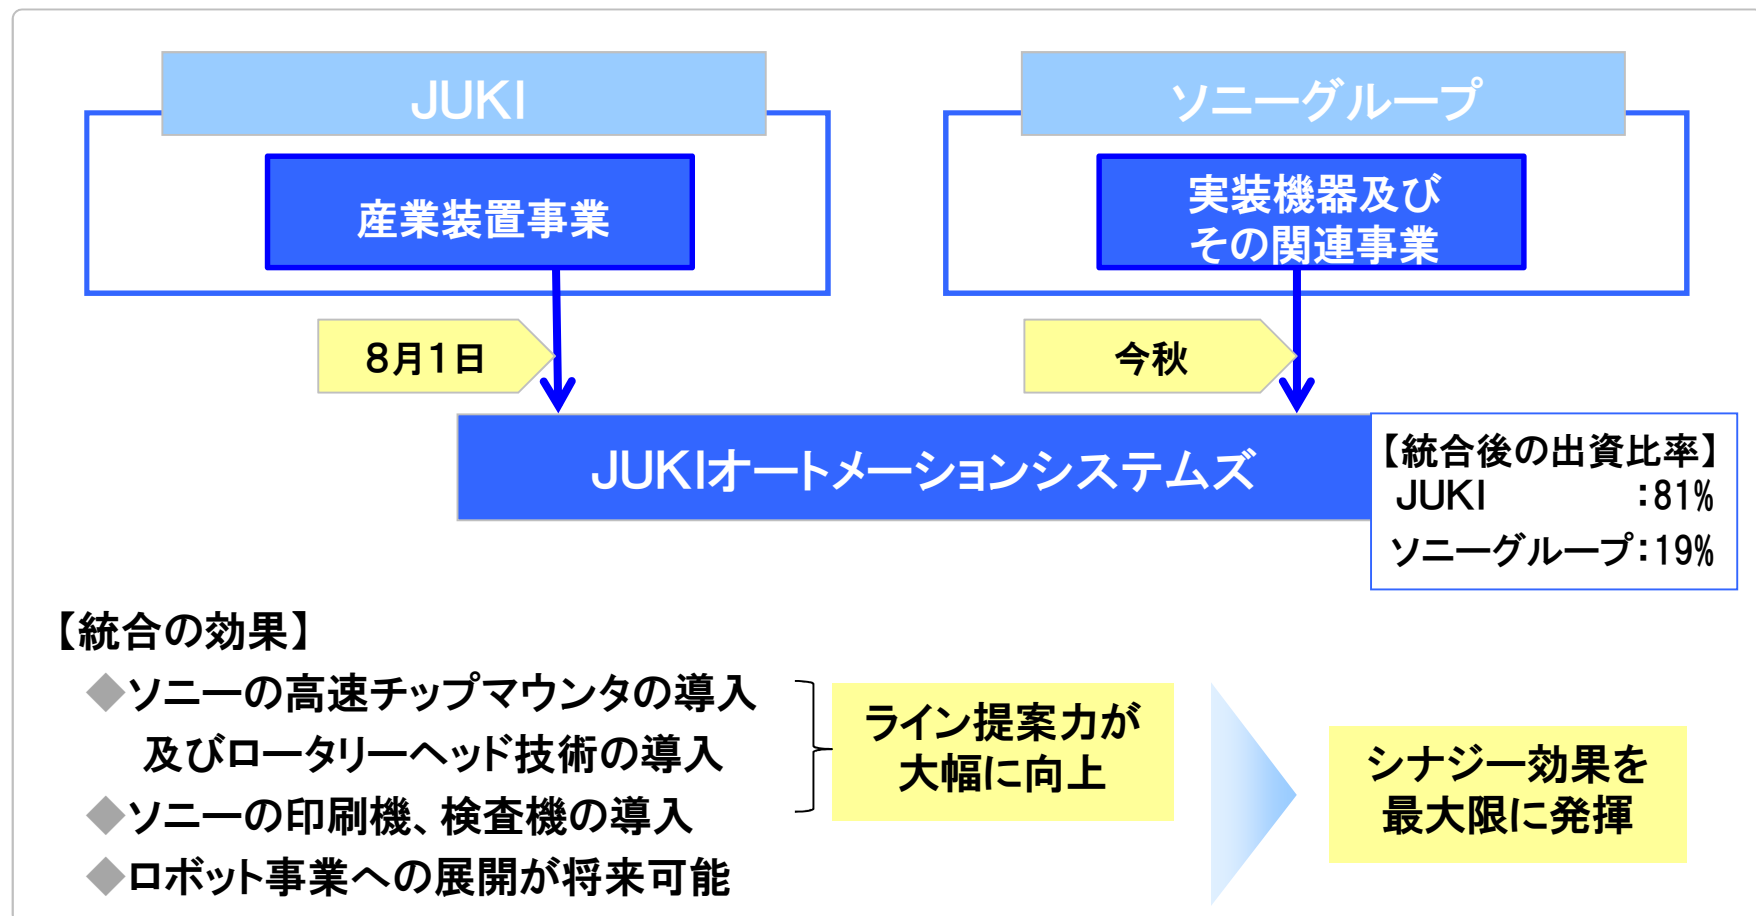 JUKI
ソニーグループ
産業装置事業
実装機器及び
その関連事業
8月1日
今秋
JUKIオートメーションシステムズ
【統合後の出資比率】
JUKI :81%
ソニーグループ:19%
【統合の効果】
◆ソニーの高速チップマウンタの導入
及びロータリーヘッド技術の導入
◆ソニーの印刷機、検査機の導入
◆ロボット事業への展開が将来可能
ライン提案力が
大幅に向上
シナジー効果を
最大限に発揮